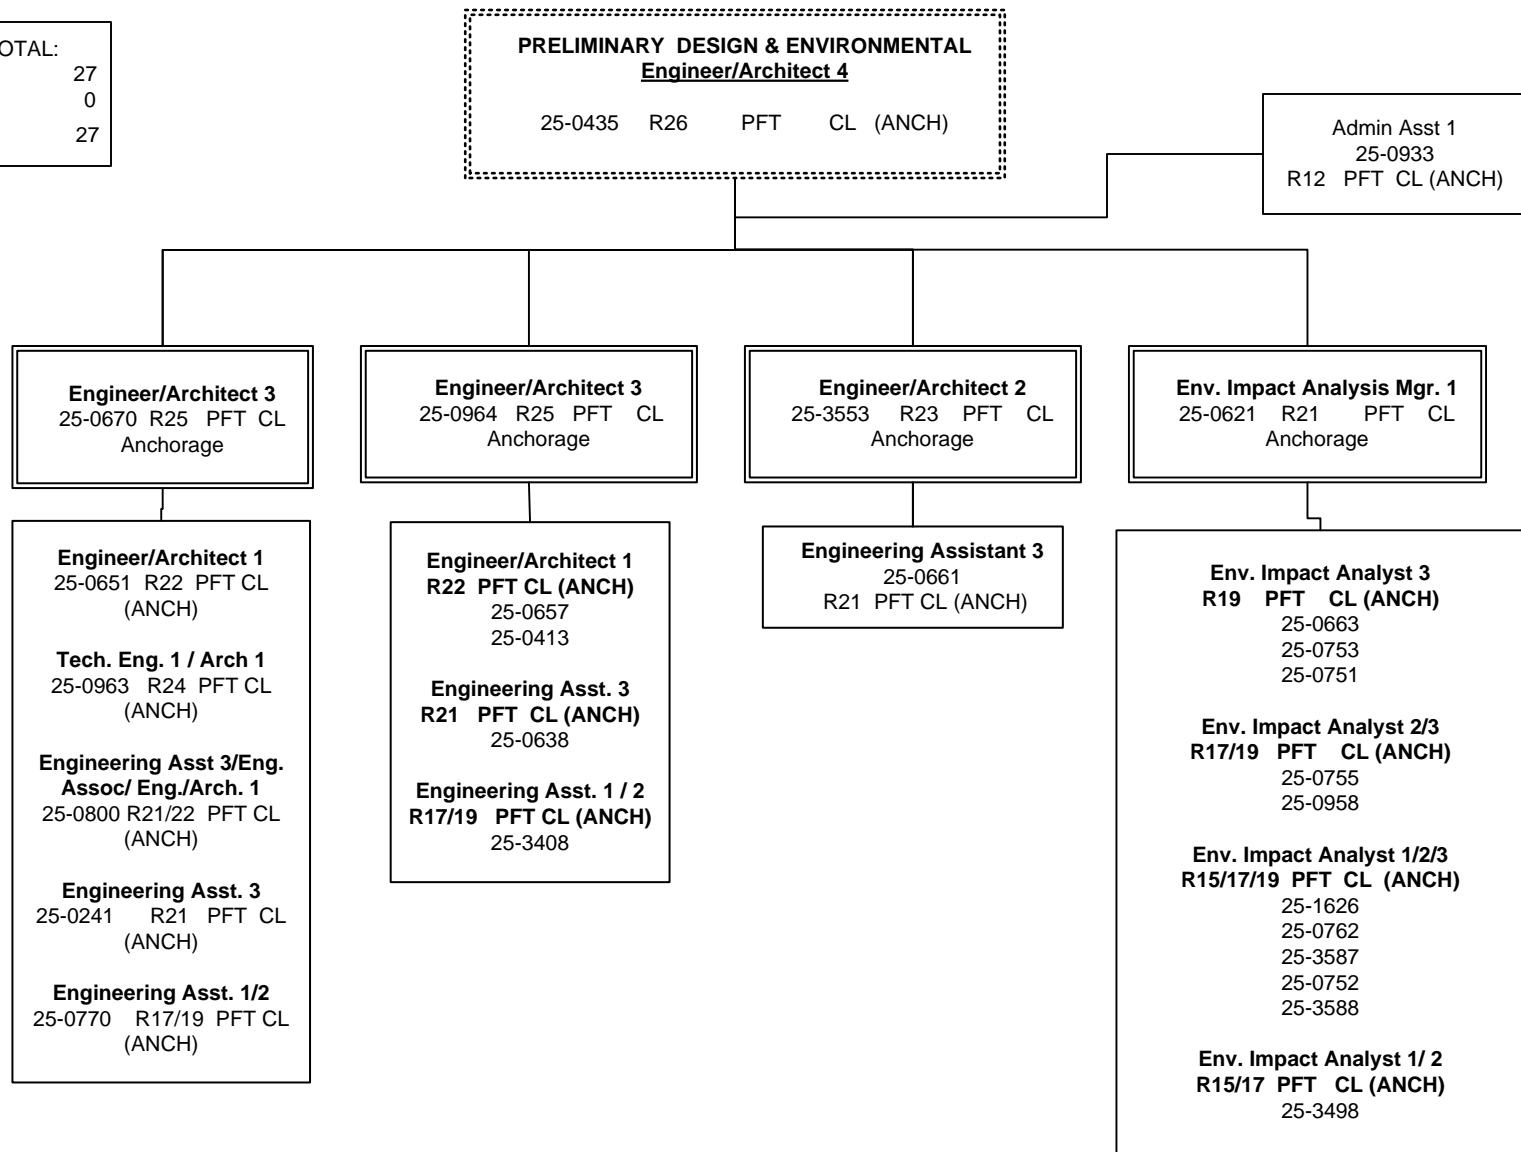 OTAL:
27
0
27
PRELIMINARY DESIGN & ENVIRONMENTAL
Engineer/Architect 4
25-0435 R26 PFT CL (ANCH)
Admin Asst 1
25-0933
R12 PFT CL (ANCH)
Engineer/Architect 3
25-0670 R25 PFT CL
Anchorage
Engineer/Architect 3
25-0964 R25 PFT CL
Anchorage
Engineer/Architect 2
25-3553 R23 PFT CL
Anchorage
Env. Impact Analysis Mgr. 1
25-0621 R21 PFT CL
Anchorage
Engineer/Architect 1
25-0651 R22 PFT CL
(ANCH)
Tech. Eng. 1 / Arch 1
25-0963 R24 PFT CL
(ANCH)
Engineering Asst 3/Eng.
Assoc/ Eng./Arch. 1
25-0800 R21/22 PFT CL
(ANCH)
Engineering Asst. 3
25-0241 R21 PFT CL
(ANCH)
Engineering Asst. 1/2
25-0770 R17/19 PFT CL
(ANCH)
Engineer/Architect 1
R22 PFT CL (ANCH)
25-0657
25-0413
Engineering Asst. 3
R21 PFT CL (ANCH)
25-0638
Engineering Asst. 1 / 2
R17/19 PFT CL (ANCH)
25-3408
Engineering Assistant 3
25-0661
R21 PFT CL (ANCH)
Env. Impact Analyst 3
R19 PFT CL (ANCH)
25-0663
25-0753
25-0751
Env. Impact Analyst 2/3
R17/19 PFT CL (ANCH)
25-0755
25-0958
Env. Impact Analyst 1/2/3
R15/17/19 PFT CL (ANCH)
25-1626
25-0762
25-3587
25-0752
25-3588
Env. Impact Analyst 1/ 2
R15/17 PFT CL (ANCH)
25-3498